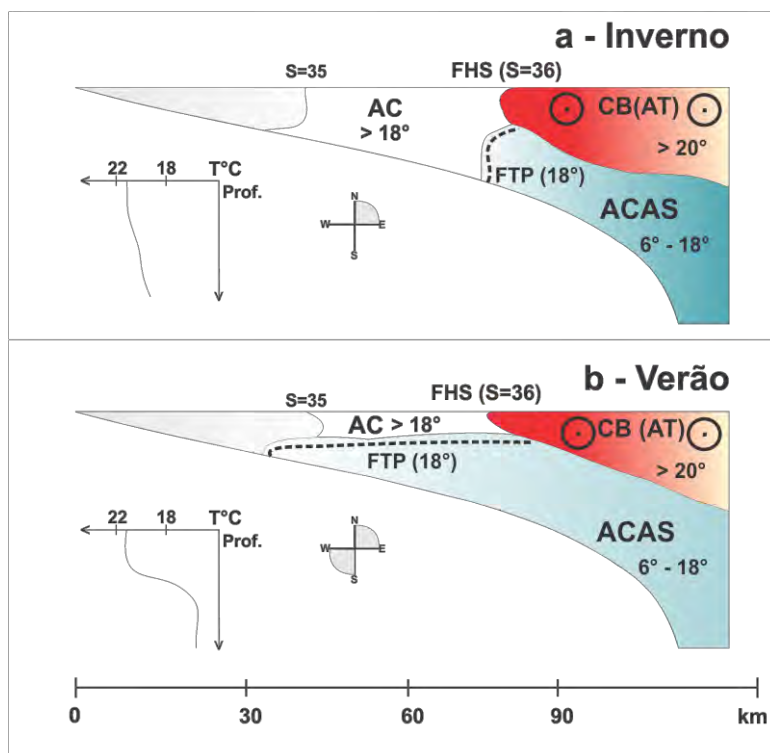 a - Inverno
S=35 FHS (S=36)
AC
> 18°
CB(AT)
> 20°
FTP (18°)
ACAS
6° - 18°
22 18 T°C
Prof.
N
W E
S
b - Verão
S=35 FHS (S=36)
AC > 18°
CB (AT)
> 20°
FTP (18°)
ACAS
6° - 18°
22 18 T°C
Prof.
N
W E
S
0 30 60 90 km